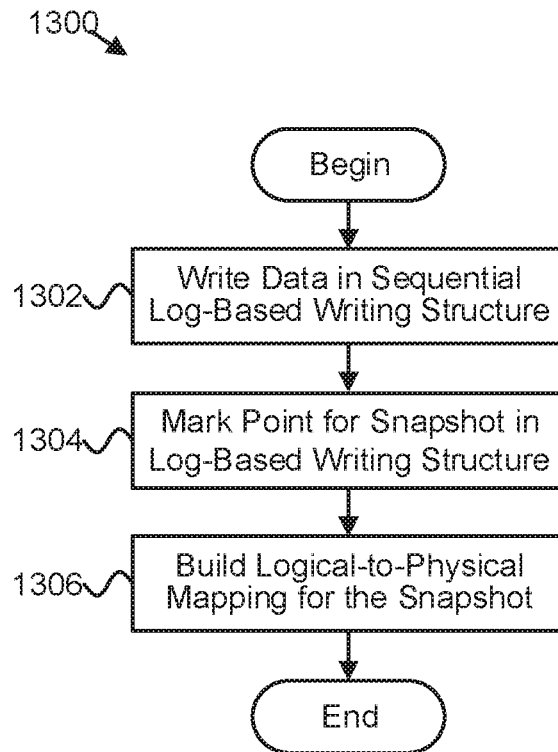 1300
Begin
1302
Write Data in Sequential
Log-Based Writing Structure
1304
Mark Point for Snapshot in
Log-Based Writing Structure
1306
Build Logical-to-Physical
Mapping for the Snapshot
End